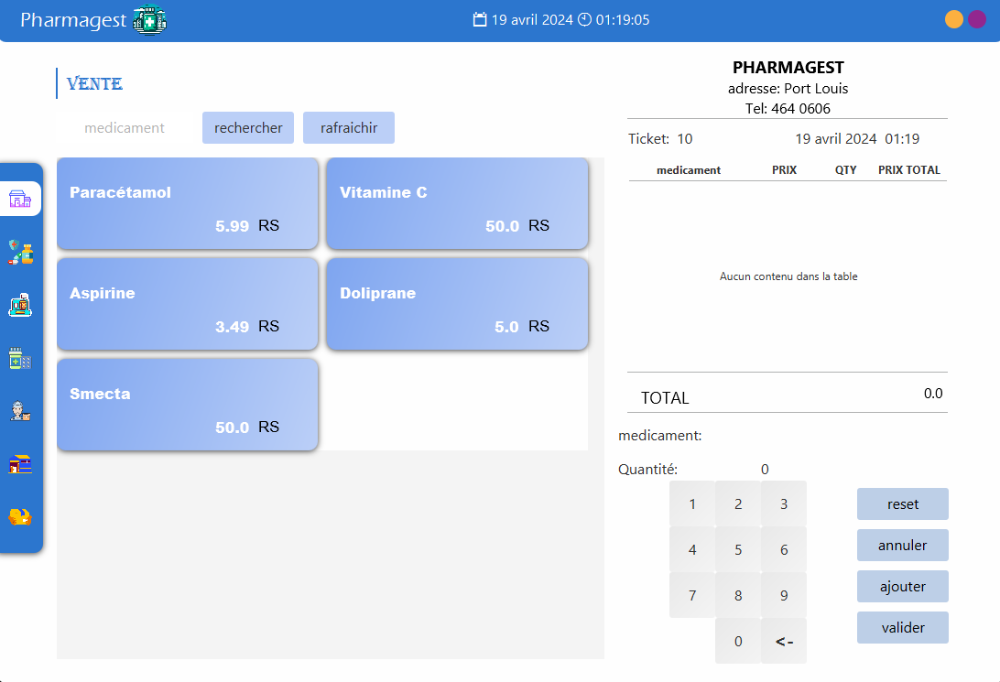 Pharmagest
19 avril 2024 01:19:05
VENTE
medicament
rechercher
rafraichir
Paracétamol
5.99 RS
Vitamine C
50.0 RS
Aspirine
3.49 RS
Doliprane
5.0 RS
Smecta
50.0 RS
PHARMAGEST
adresse: Port Louis
Tel: 464 0606
Ticket: 10 19 avril 2024 01:19
medicament PRIX QTY PRIX TOTAL
Aucun contenu dans la table
TOTAL 0.0
medicament:
Quantité: 0
1 2 3
4 5 6
7 8 9
0 <-
reset
annuler
ajouter
valider